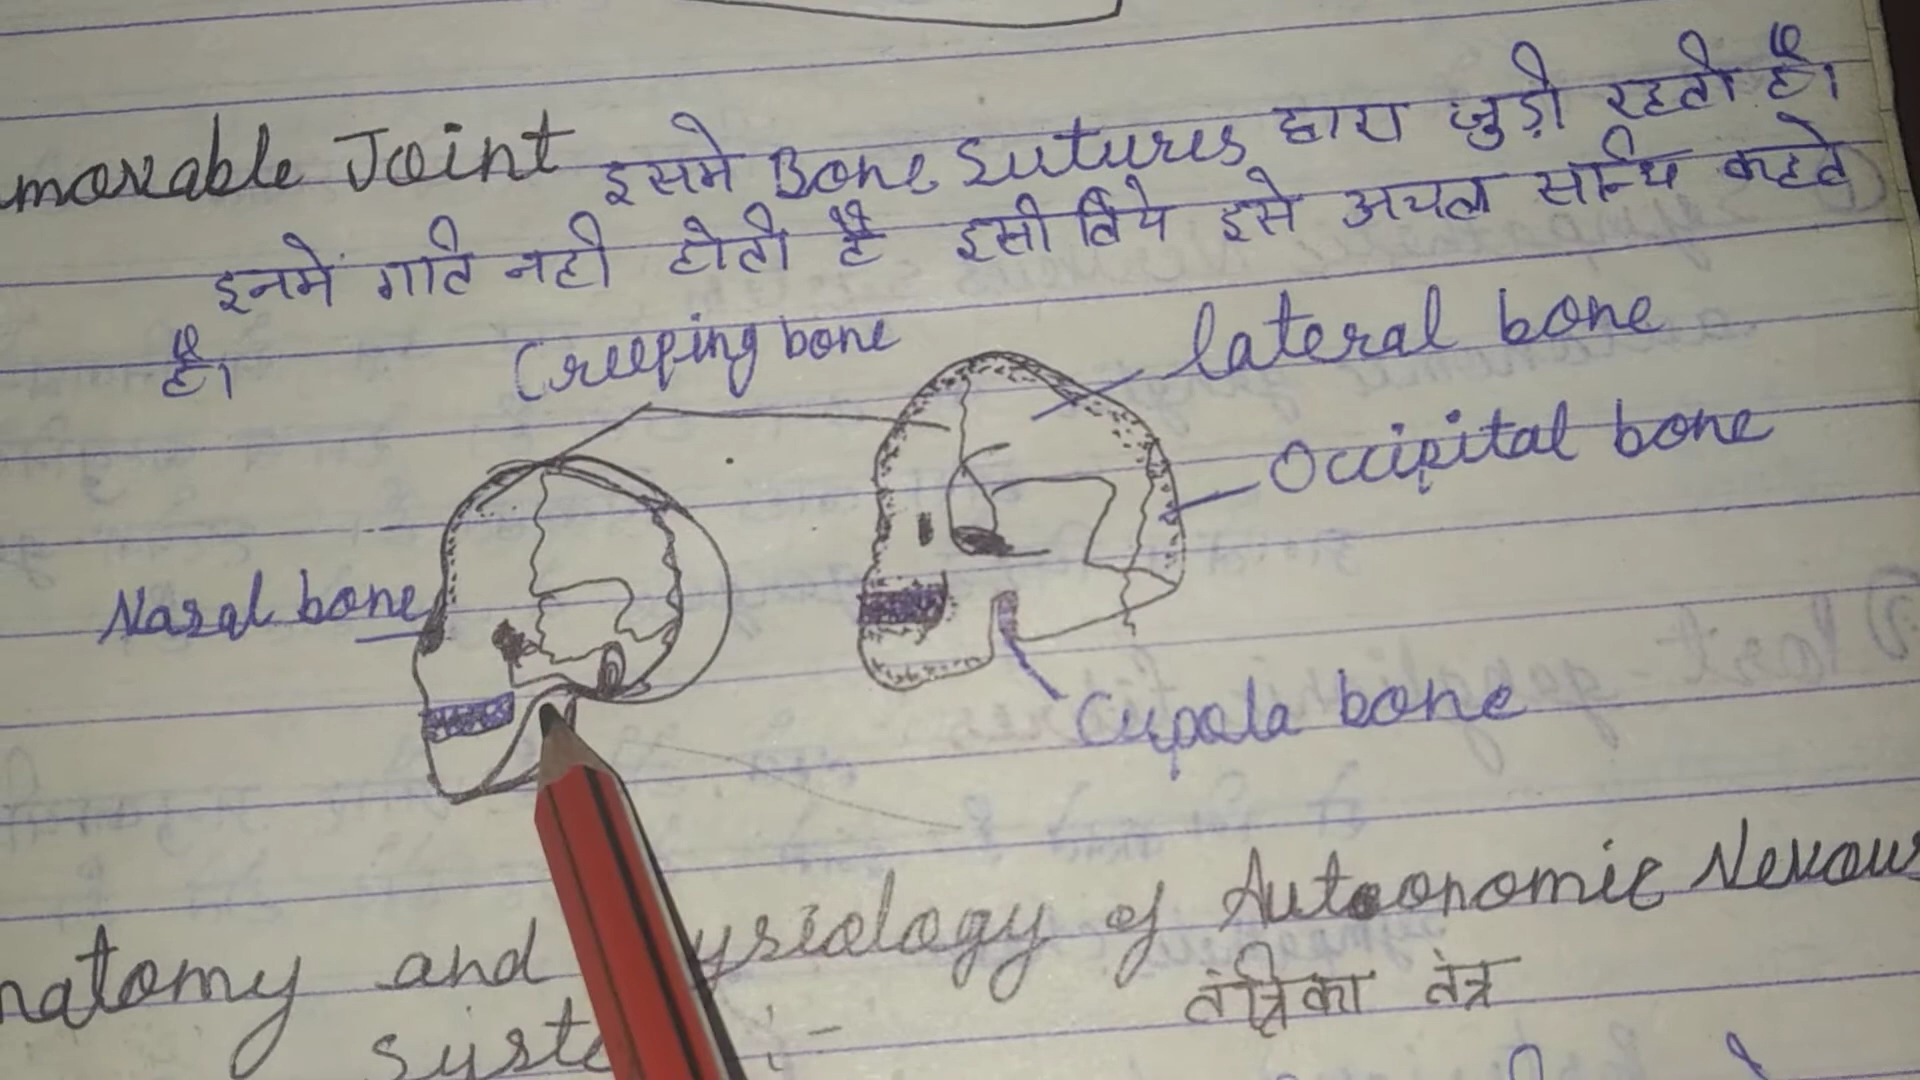 movable Joint इसमे Bone Sutures द्वारा जुड़ी रहती है।
इनमें गति नही होती है इसी लिये इसे अचल सन्धि कहते
है।
Creeping bone
lateral bone
Occipital bone
Nasal bone
Cupola bone
natomy and ysiology of Autoonomic Nervous
तंत्रिका तंत्र
syste :-